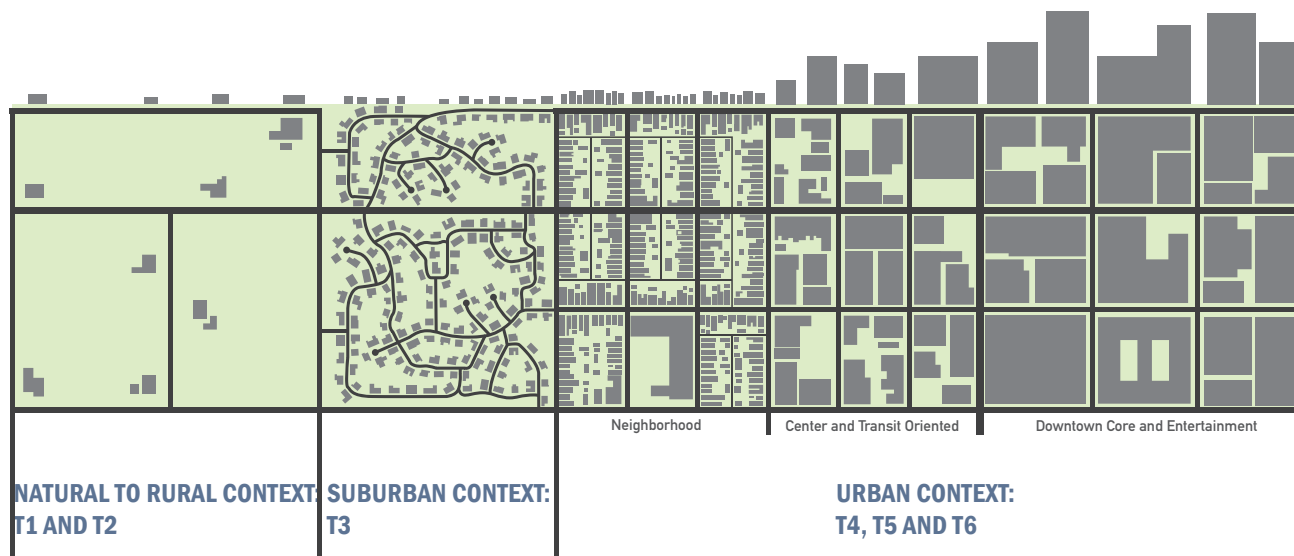 Neighborhood
Center and Transit Oriented
Downtown Core and Entertainment
NATURAL TO RURAL CONTEXT:
T1 AND T2
SUBURBAN CONTEXT:
T3
URBAN CONTEXT:
T4, T5 AND T6